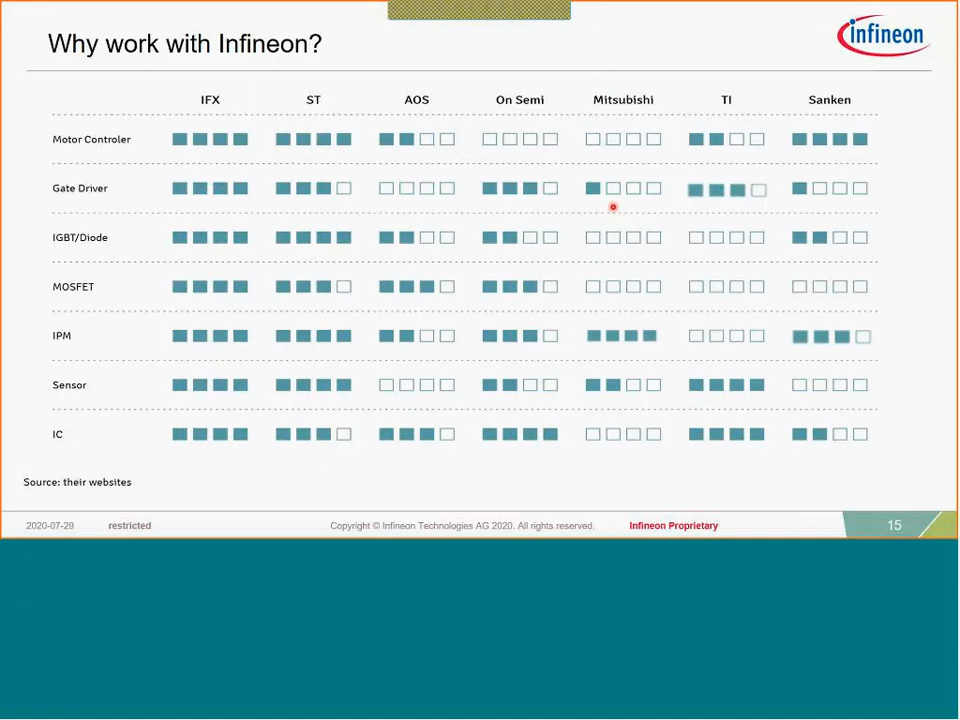 Why work with Infineon?
infineon
IFX ST AOS On Semi Mitsubishi TI Sanken
Motor Controler
Gate Driver
IGBT/Diode
MOSFET
IPM
Sensor
IC
Source: their websites
2020-07-29 restricted Copyright © Infineon Technologies AG 2020. All rights reserved. Infineon Proprietary 15